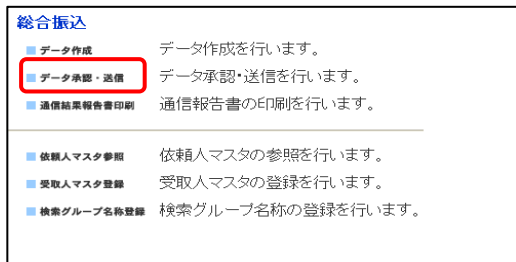 総合振込
データ作成 データ作成を行います。
データ承認・送信 データ承認・送信を行います。
通信結果報告書印刷 通信報告書の印刷を行います。
依頼人マスタ参照 依頼人マスタの参照を行います。
受取人マスタ登録 受取人マスタの登録を行います。
検索グループ名称登録 検索グループ名称の登録を行います。